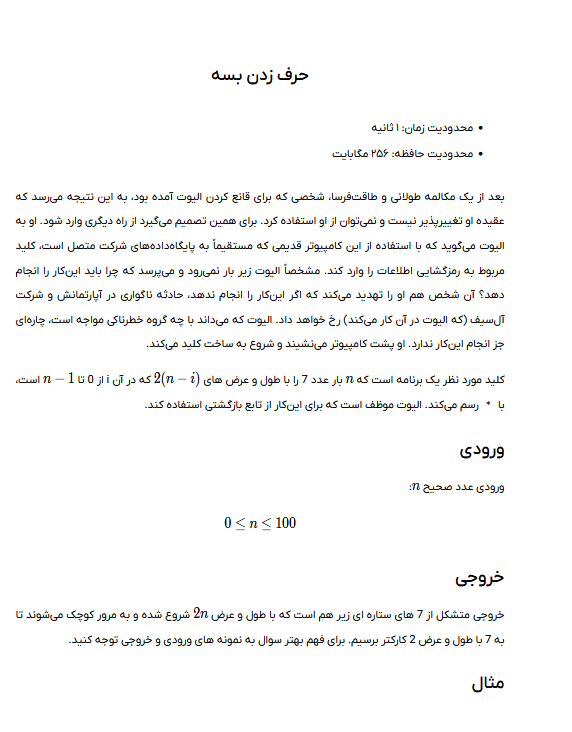 حرف زدن بسه
• محدودیت زمان: ۱ ثانیه
• محدودیت حافظه: ۲۵۶ مگابایت
بعد از یک مکالمه طولانی و طاقت‌فرسا، شخصی که برای قانع کردن الیوت آمده بود، به این نتیجه می‌رسد که
عقیده او تغییرپذیر نیست و نمی‌توان از او استفاده کرد. برای همین تصمیم می‌گیرد از راه دیگری وارد شود. او به
الیوت می‌گوید که با استفاده از این کامپیوتر قدیمی که مستقیماً به پایگاه‌داده‌های شرکت متصل است، کلید
مربوط به رمزگشایی اطلاعات را وارد کند. مشخصاً الیوت زیر بار نمی‌رود و می‌پرسد که چرا باید این‌کار را انجام
دهد؟ آن شخص هم او را تهدید می‌کند که اگر این‌کار را انجام ندهد، حادثه ناگواری در آپارتمانش و شرکت
آل‌سیف (که الیوت در آن کار می‌کند) رخ خواهد داد. الیوت که می‌داند با چه گروه خطرناکی مواجه است، چاره‌ای
جز انجام این‌کار ندارد. او پشت کامپیوتر می‌نشیند و شروع به ساخت کلید می‌کند.
کلید مورد نظر یک برنامه است که n بار عدد 7 را با طول و عرض های 2(n − i) که در آن i از 0 تا n − 1 است،
با * رسم می‌کند. الیوت موظف است که برای این‌کار از تابع بازگشتی استفاده کند.
ورودی
ورودی عدد صحیح n:
0 ≤ n ≤ 100
خروجی
خروجی متشکل از 7 های ستاره ای زیر هم است که با طول و عرض 2n شروع شده و به مرور کوچک می‌شوند تا
به 7 با طول و عرض 2 کارکتر برسیم. برای فهم بهتر سوال به نمونه های ورودی و خروجی توجه کنید.
مثال